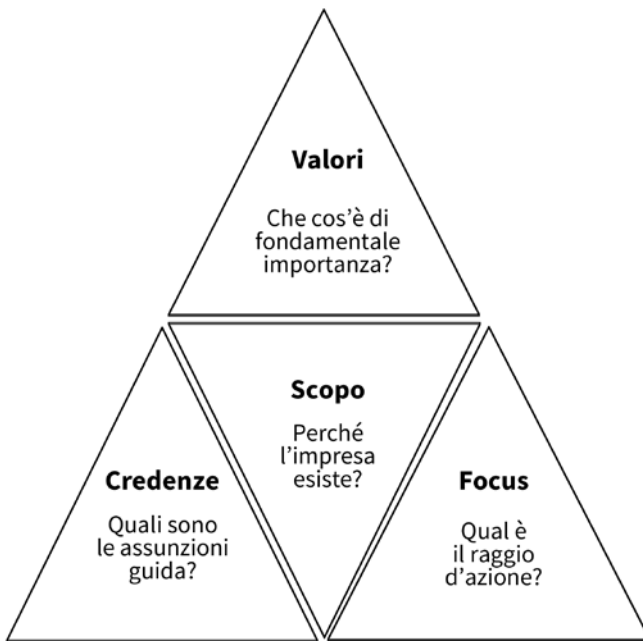 Valori
Che cos’è di
fondamentale
importanza?
Scopo
Perché
l’impresa
esiste?
Credenze
Quali sono
le assunzioni
guida?
Focus
Qual è
il raggio
d’azione?